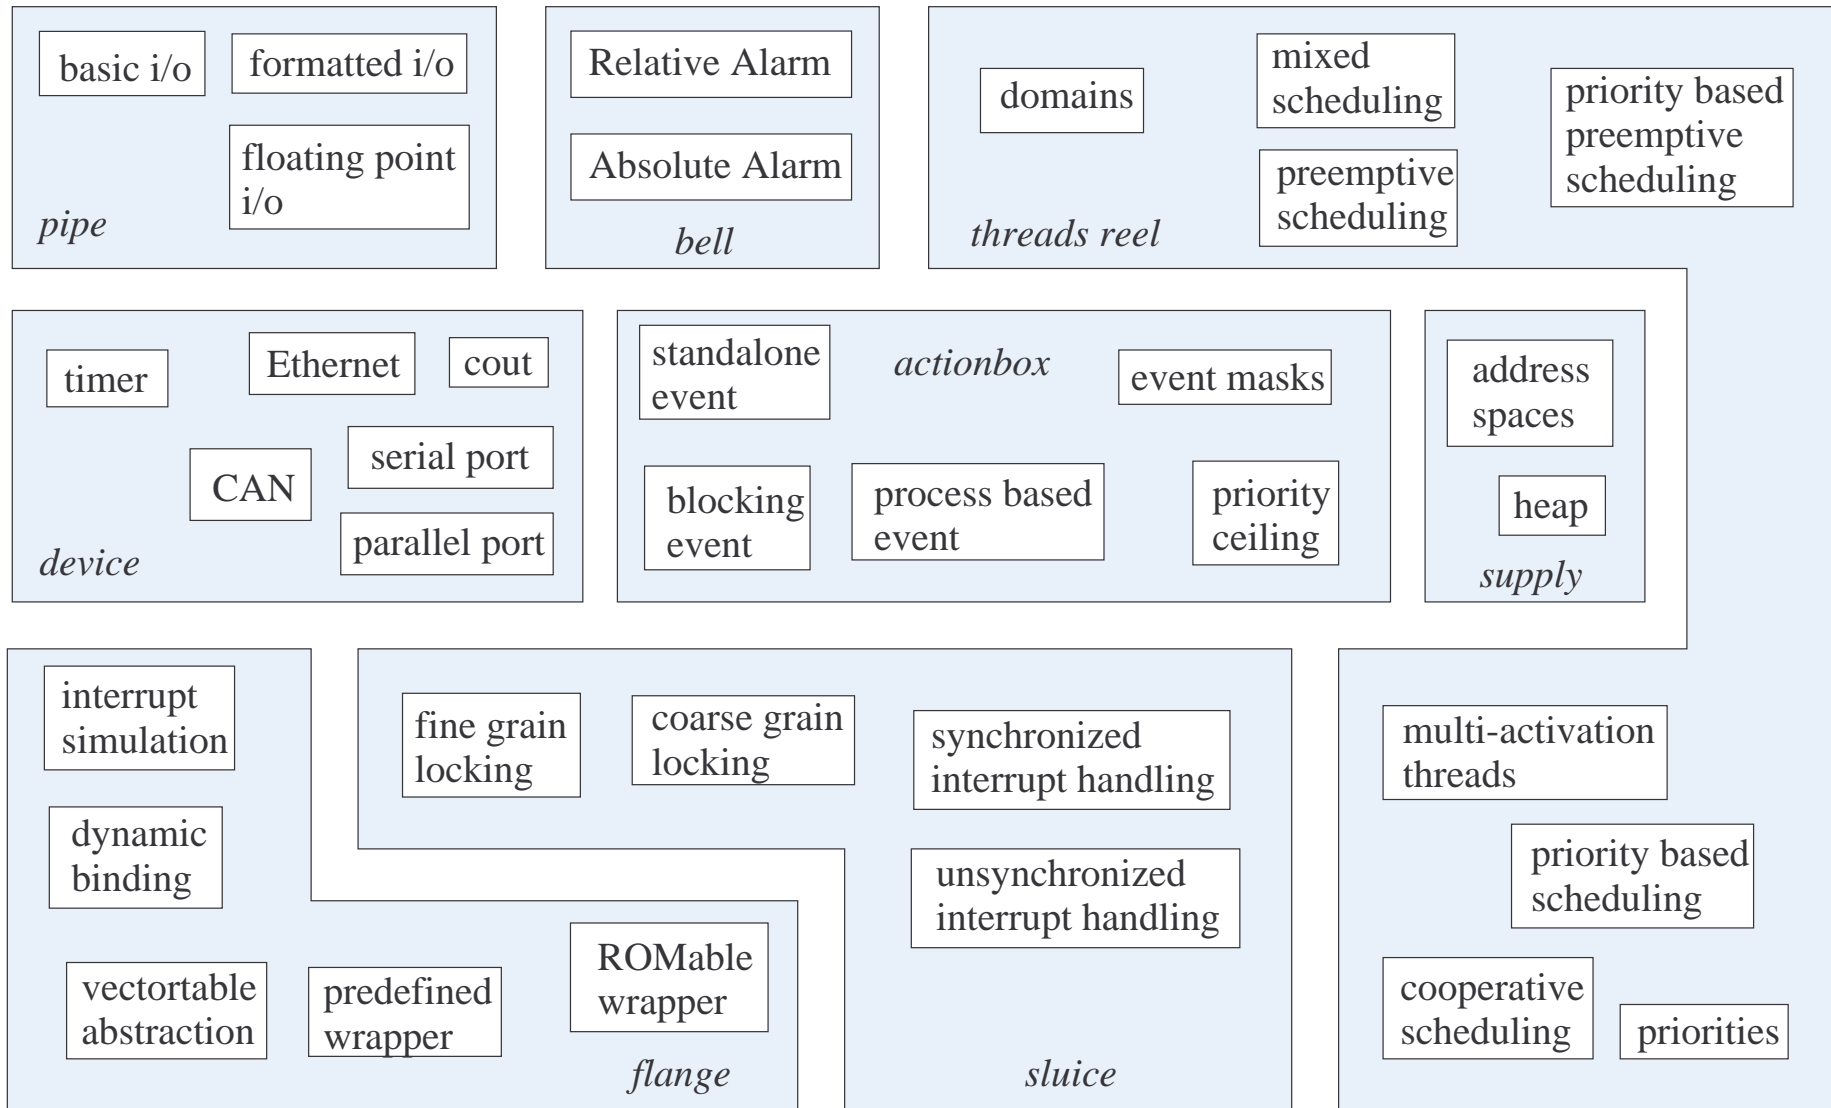 basic i/o
formatted i/o
floating point
i/o
pipe
Relative Alarm
Absolute Alarm
bell
domains
mixed
scheduling
preemptive
scheduling
priority based
preemptive
scheduling
threads reel
timer
Ethernet
cout
CAN
serial port
parallel port
device
standalone
event
actionbox
event masks
blocking
event
process based
event
priority
ceiling
address
spaces
heap
supply
interrupt
simulation
dynamic
binding
vectortable
abstraction
predefined
wrapper
ROMable
wrapper
flange
fine grain
locking
coarse grain
locking
synchronized
interrupt handling
unsynchronized
interrupt handling
sluice
multi-activation
threads
priority based
scheduling
cooperative
scheduling
priorities